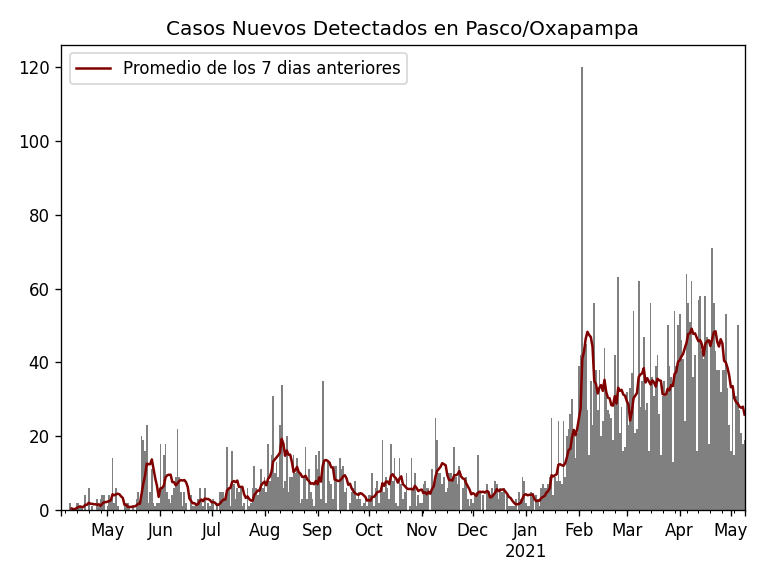 Casos Nuevos Detectados en Pasco/Oxapampa
Promedio de los 7 dias anteriores
120
100
80
60
40
20
0
May Jun Jul Aug Sep Oct Nov Dec Jan Feb Mar Apr May
2021